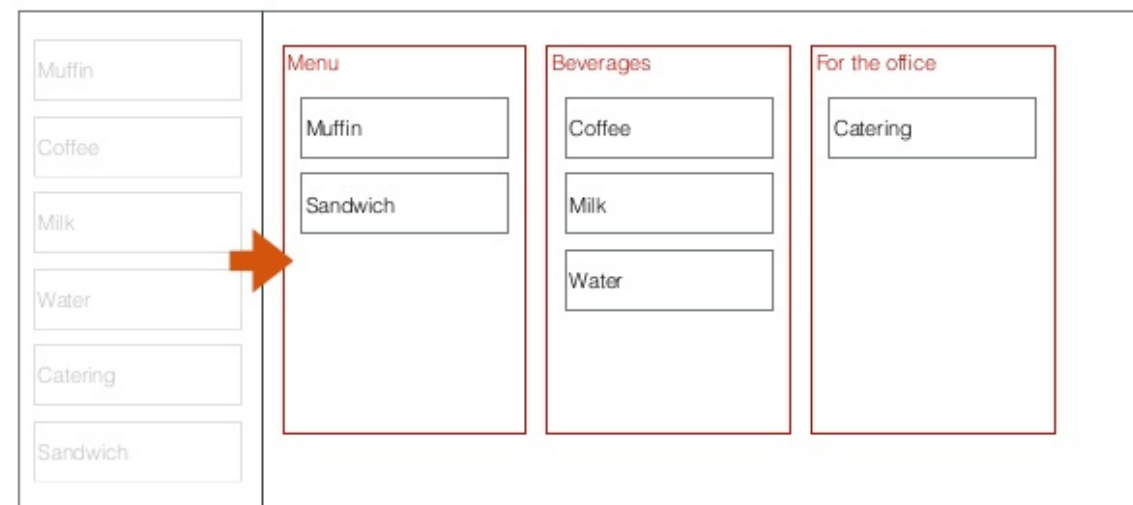 Muffin
Coffee
Milk
Water
Catering
Sandwich
Menu
Muffin
Sandwich
Beverages
Coffee
Milk
Water
For the office
Catering